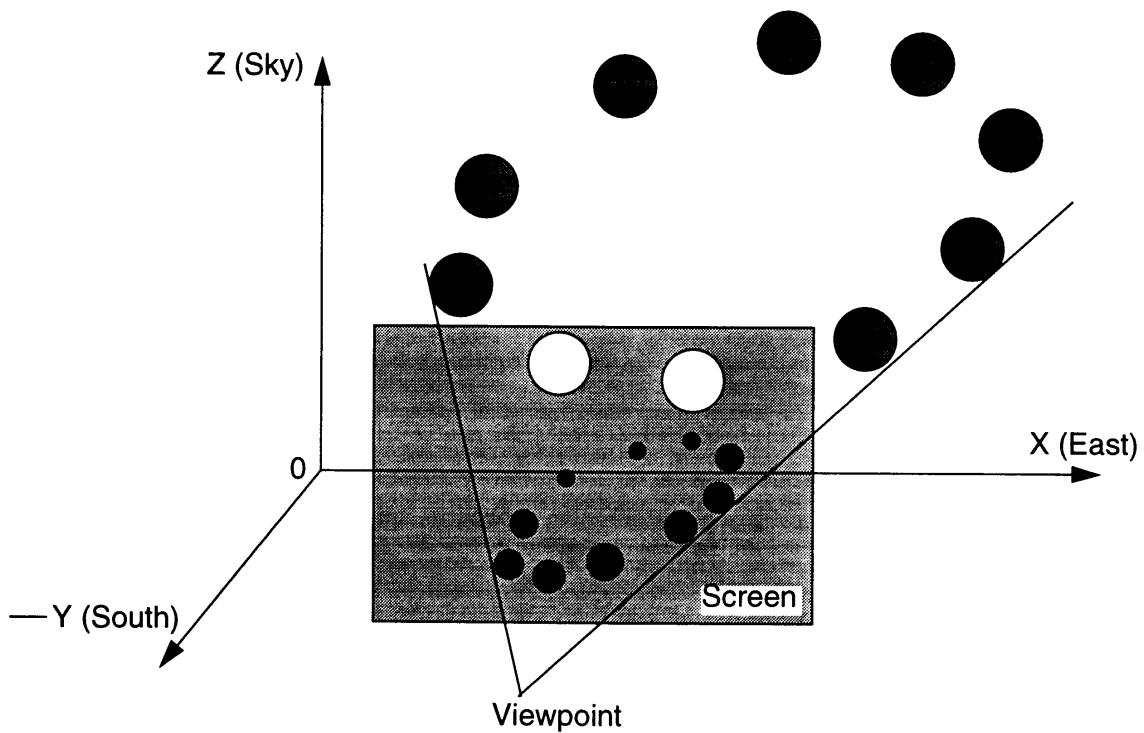 Z (Sky)
X (East)
0
— Y (South)
Screen
Viewpoint